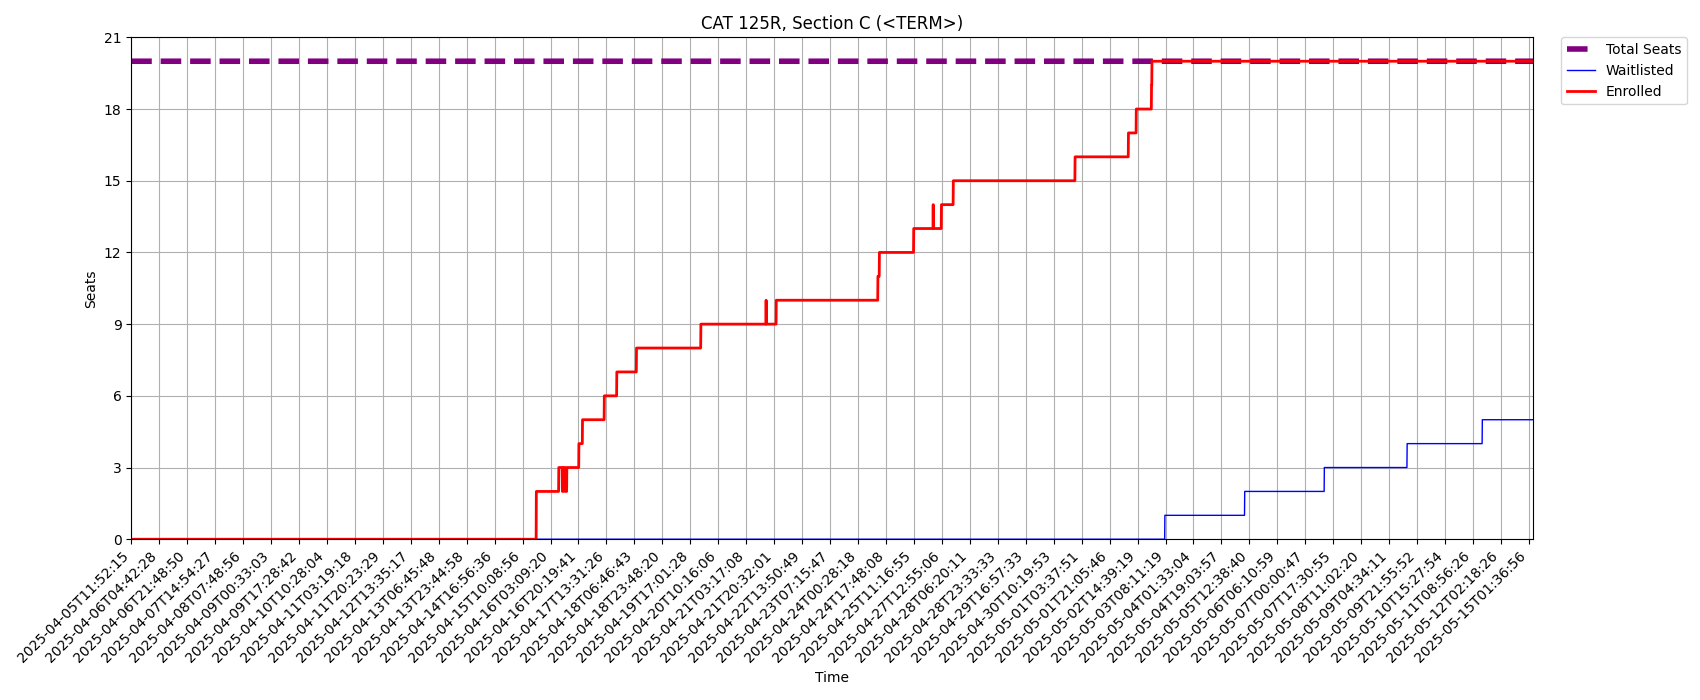 CAT 125R, Section C (<TERM>)
Total Seats
Waitlisted
Enrolled
21
18
15
12
9
6
3
0
Seats
2025-04-05T11:52:15
2025-04-06T04:42:28
2025-04-06T21:48:50
2025-04-07T14:54:27
2025-04-08T07:48:56
2025-04-09T00:33:03
2025-04-09T17:28:42
2025-04-10T10:28:04
2025-04-11T03:19:18
2025-04-11T20:23:29
2025-04-12T13:35:17
2025-04-13T06:45:48
2025-04-13T23:44:58
2025-04-14T16:56:36
2025-04-15T10:08:56
2025-04-16T03:09:20
2025-04-16T20:19:41
2025-04-17T13:31:26
2025-04-18T06:46:43
2025-04-18T23:48:20
2025-04-19T17:01:28
2025-04-20T10:16:06
2025-04-21T03:17:08
2025-04-21T20:32:01
2025-04-22T13:50:49
2025-04-23T07:15:47
2025-04-24T00:28:18
2025-04-24T17:48:08
2025-04-25T11:16:55
2025-04-27T12:55:06
2025-04-28T06:20:11
2025-04-28T23:33:33
2025-04-29T16:57:33
2025-04-30T10:19:53
2025-05-01T03:37:51
2025-05-01T21:05:46
2025-05-02T14:39:19
2025-05-03T08:11:19
2025-05-04T01:33:04
2025-05-04T19:03:57
2025-05-05T12:38:40
2025-05-06T06:10:59
2025-05-07T00:00:47
2025-05-07T17:30:55
2025-05-08T11:02:20
2025-05-09T04:34:11
2025-05-09T21:55:52
2025-05-10T15:27:54
2025-05-11T08:56:26
2025-05-12T02:18:26
2025-05-15T01:36:56
Time